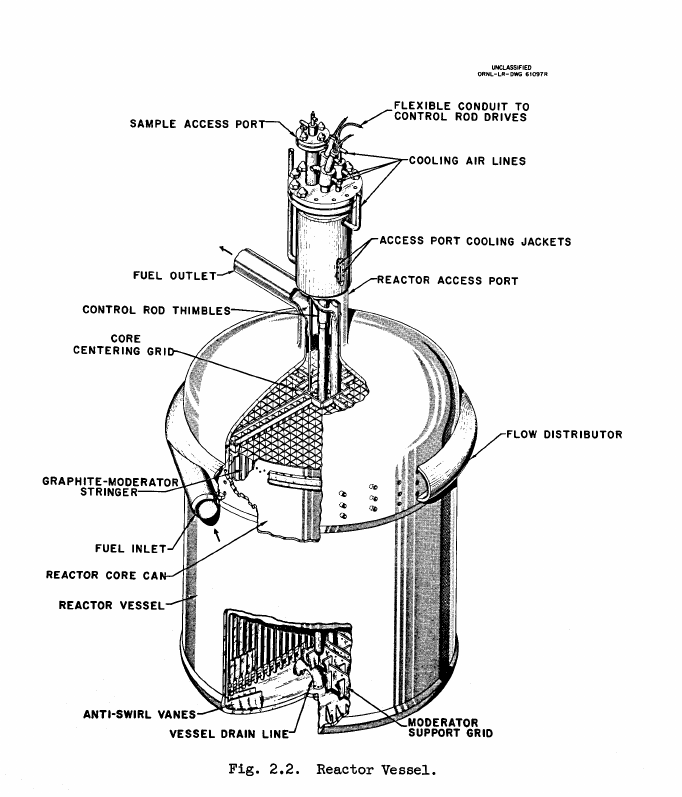 UNCLASSIFIED
ORNL-LR-DWG 61097R
FLEXIBLE CONDUIT TO
CONTROL ROD DRIVES
SAMPLE ACCESS PORT
COOLING AIR LINES
ACCESS PORT COOLING JACKETS
FUEL OUTLET
REACTOR ACCESS PORT
CONTROL ROD THIMBLES
CORE
CENTERING GRID
FLOW DISTRIBUTOR
GRAPHITE-MODERATOR
STRINGER
FUEL INLET
REACTOR CORE CAN
REACTOR VESSEL
ANTI-SWIRL VANES
VESSEL DRAIN LINE
MODERATOR
SUPPORT GRID
Fig. 2.2. Reactor Vessel.